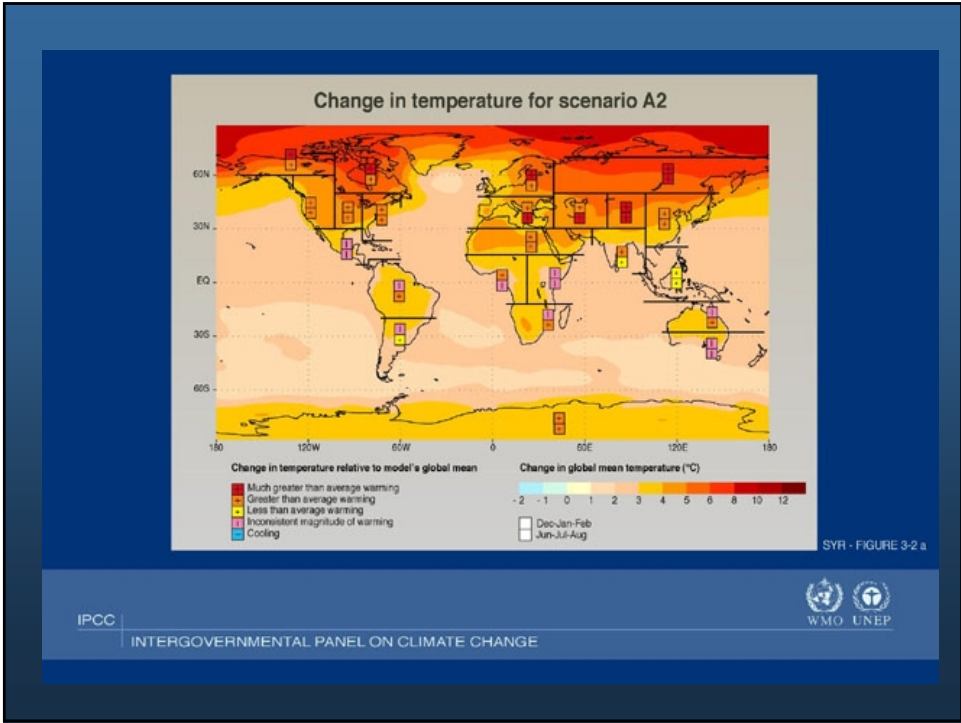 Change in temperature for scenario A2
60N
30N
EQ
30S
60S
180 120W 60W 0 60E 120E 180
Change in temperature relative to model's global mean
Much greater than average warming
Greater than average warming
Less than average warming
Inconsistent magnitude of warming
Cooling
Change in global mean temperature (°C)
-2 -1 0 1 2 3 4 5 6 8 10 12
Dec-Jan-Feb
Jun-Jul-Aug
SYR - FIGURE 3-2 a
IPCC
INTERGOVERNMENTAL PANEL ON CLIMATE CHANGE
WMO UNEP